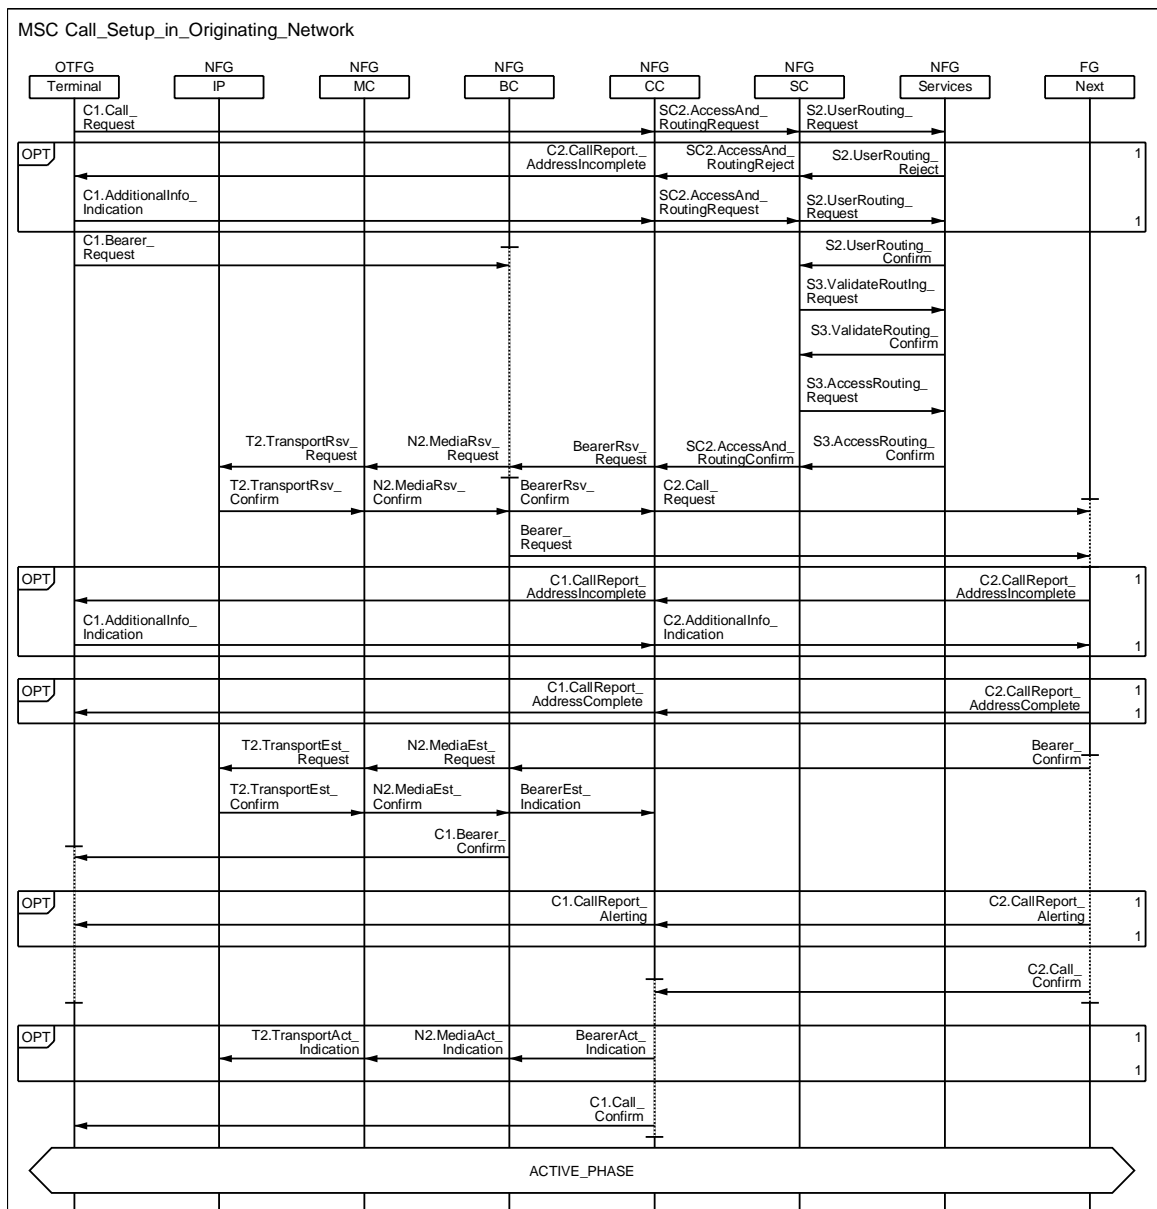 MSC Call_Setup_in_Originating_Network
OTFG NFG NFG NFG NFG NFG NFG FG
Terminal IP MC BC CC SC Services Next
C1.Call_ SC2.AccessAnd_ S2.UserRouting_
Request RoutingRequest Request
OPT C2.CallReport._ SC2.AccessAnd_ S2.UserRouting_ 1
AddressIncomplete RoutingReject Reject
C1.AdditionalInfo_ SC2.AccessAnd_ S2.UserRouting_
Indication RoutingRequest Request 1
C1.Bearer_ S2.UserRouting_
Request Confirm
S3.ValidateRoutIng_
Request
S3.ValidateRouting_
Confirm
S3.AccessRouting_
Request
T2.TransportRsv_ N2.MediaRsv_ BearerRsv_ SC2.AccessAnd_ S3.AccessRouting_
Request Request Request RoutingConfirm Confirm
T2.TransportRsv_ N2.MediaRsv_ BearerRsv_ C2.Call_
Confirm Confirm Confirm Request
Bearer_
Request
OPT C1.CallReport_ C2.CallReport_ 1
AddressIncomplete AddressIncomplete
C1.AdditionalInfo_ C2.AdditionalInfo_
Indication Indication 1
OPT C1.CallReport_ C2.CallReport_ 1
AddressComplete AddressComplete 1
T2.TransportEst_ N2.MediaEst_ Bearer_
Request Request Confirm
T2.TransportEst_ N2.MediaEst_ BearerEst_
Confirm Confirm Indication
C1.Bearer_
Confirm
OPT C1.CallReport_ C2.CallReport_ 1
Alerting Alerting
1
C2.Call_
Confirm
OPT T2.TransportAct_ N2.MediaAct_ BearerAct_ 1
Indication Indication Indication
1
C1.Call_
Confirm
ACTIVE_PHASE